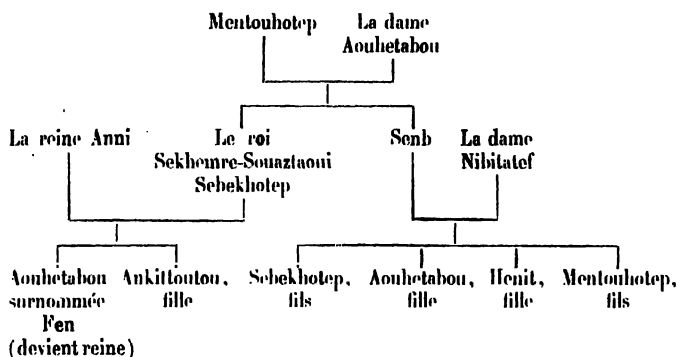 Mentouhotep
La dame
Aouhetabou
La reine Anni
Le roi
Sekhemre-Souaztaoui
Sebekhotep
Senb
La dame
Nibitatef
Aouhetabou
surnommée
Fen
(devient reine)
Ankittoutou,
fille
Sebekhotep,
fils
Aouhetabou,
fille
Henit,
fille
Mentouhotep,
fils